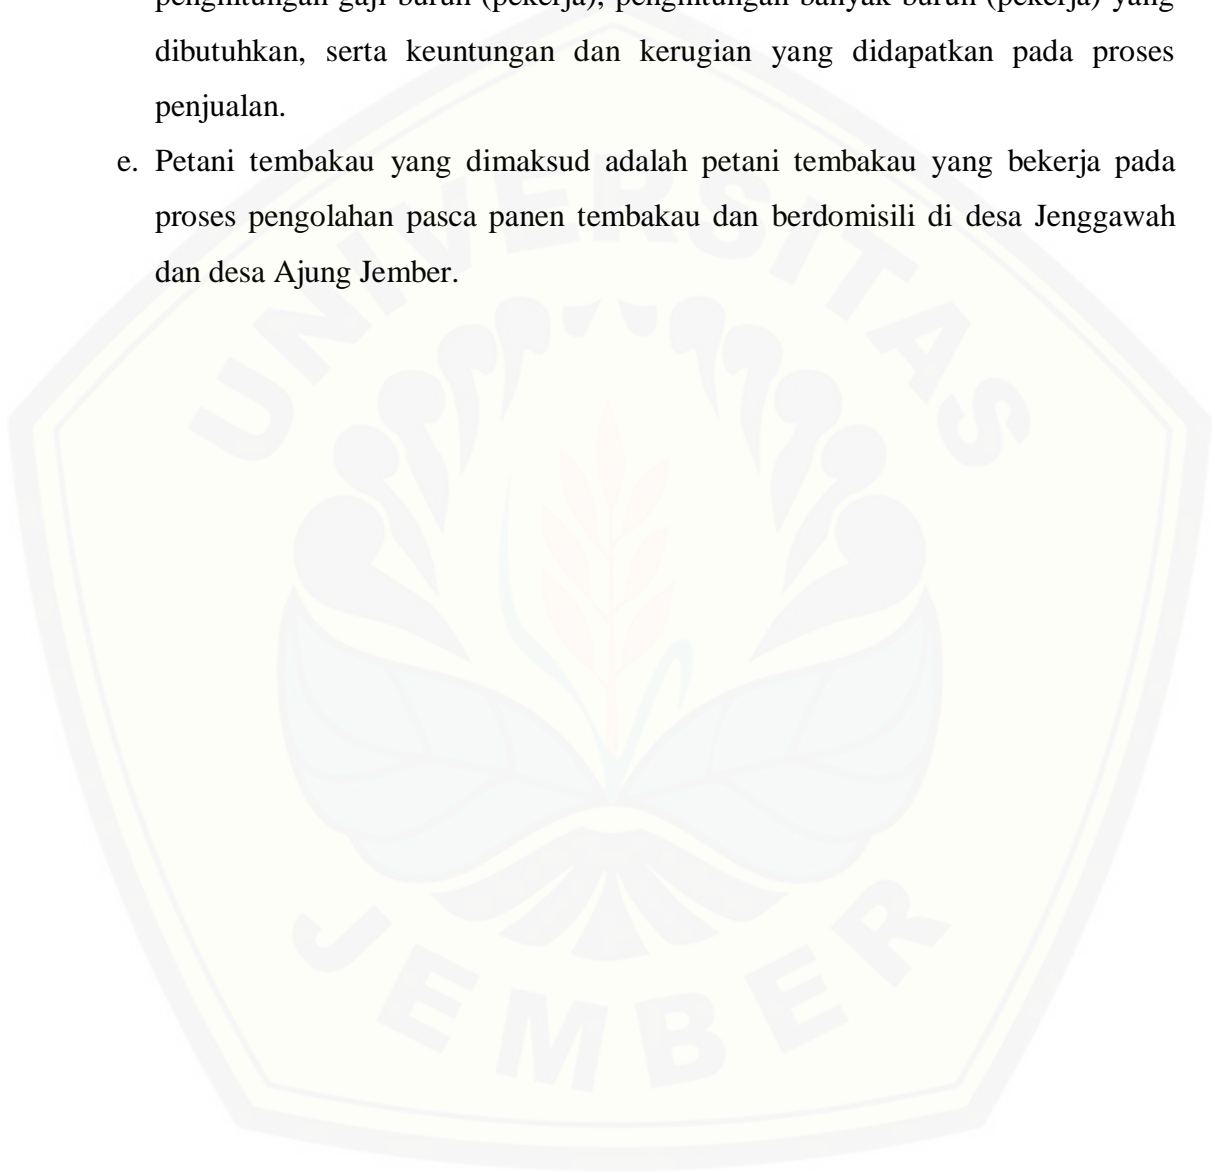 penghitungan gaji buruh (pekerja), penghitungan banyak buruh (pekerja) yang
dibutuhkan, serta keuntungan dan kerugian yang didapatkan pada proses
penjualan.
e. Petani tembakau yang dimaksud adalah petani tembakau yang bekerja pada
proses pengolahan pasca panen tembakau dan berdomisili di desa Jenggawah
dan desa Ajung Jember.
UNIVERSITAS
JEMBER